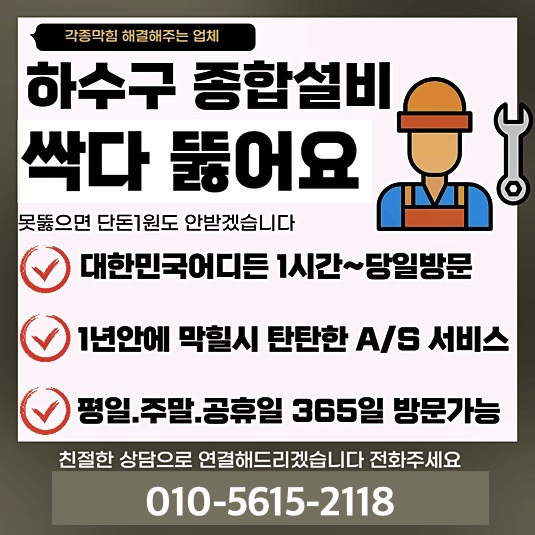 각종막힘 해결해주는 업체
하수구 종합설비
싹다 뚫어요
못뚫으면 단돈1원도 안받겠습니다
대한민국어디든 1시간~당일방문
1년안에 막힐시 탄탄한 A/S 서비스
평일.주말.공휴일 365일 방문가능
친절한 상담으로 연결해드리겠습니다 전화주세요
010-5615-2118